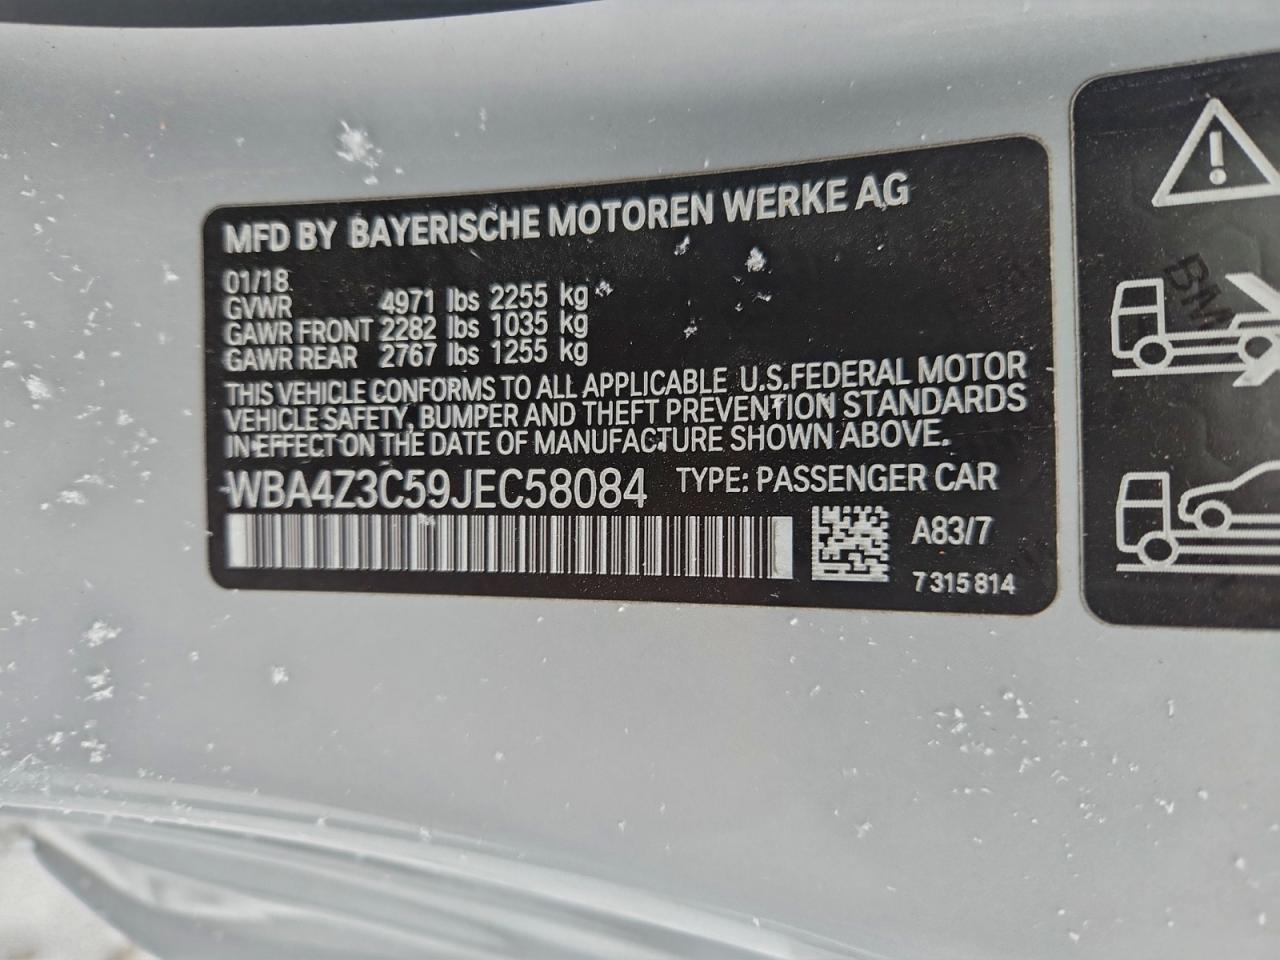 MFD BY BAYERISCHE MOTOREN WERKE AG
01/18
GVWR 4971 lbs 2255 kg
GAWR FRONT 2282 lbs 1035 kg
GAWR REAR 2767 lbs 1255 kg
THIS VEHICLE CONFORMS TO ALL APPLICABLE U.S.FEDERAL MOTOR
VEHICLE SAFETY, BUMPER AND THEFT PREVENTION STANDARDS
IN EFFECT ON THE DATE OF MANUFACTURE SHOWN ABOVE.
WBA4Z3C59JEC58084 TYPE: PASSENGER CAR
A83/7
7 315 814